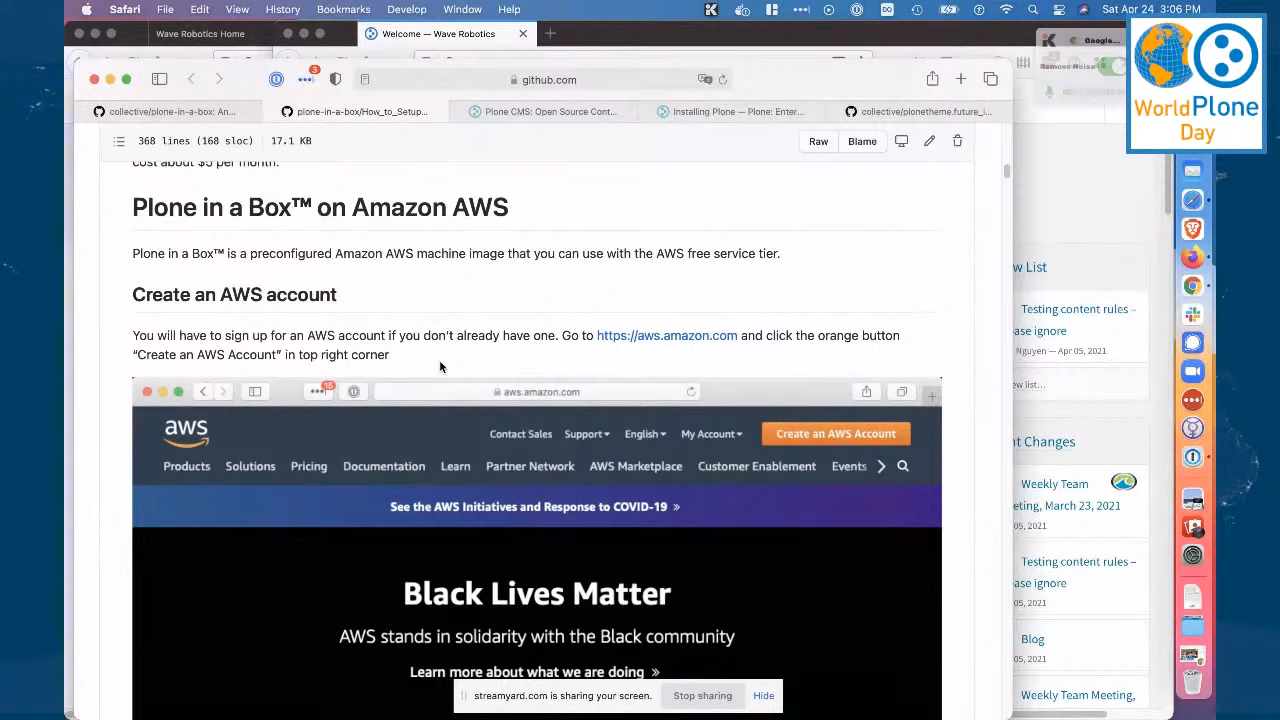 Safari File Edit View History Bookmarks Develop Window Help Sat Apr 24 3:06 PM
Wave Robotics Home
Welcome — Wave Robotics
Google...
Remove Noise
WorldPlone
Day
3
github.com
collective/plone-in-a-box: An...
plone-in-a-box/How_to_Setup...
Plone CMS: Open Source Cont...
Installing Plone — Plone: Enter...
collective/plonetheme.future_i...
368 lines (168 sloc) 17.1 KB
Raw Blame
cost about $5 per month.
Plone in a Box™ on Amazon AWS
Plone in a Box™ is a preconfigured Amazon AWS machine image that you can use with the AWS free service tier.
Create an AWS account
You will have to sign up for an AWS account if you don’t already have one. Go to https://aws.amazon.com and click the orange button
“Create an AWS Account” in top right corner
15
aws.amazon.com
aws
Contact Sales Support English My Account Create an AWS Account
Products Solutions Pricing Documentation Learn Partner Network AWS Marketplace Customer Enablement Events
See the AWS Initiatives and Response to COVID-19 »
Black Lives Matter
AWS stands in solidarity with the Black community
Learn more about what we are doing »
streamyard.com is sharing your screen. Stop sharing Hide
w List
Testing content rules –
ase ignore
Nguyen — Apr 05, 2021
ew list...
nt Changes
Weekly Team
eting, March 23, 2021
05, 2021
Testing content rules –
ase ignore
05, 2021
Blog
05, 2021
Weekly Team Meeting,